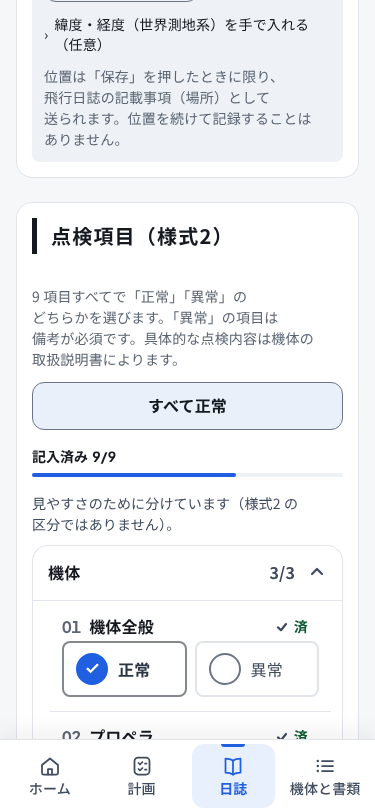 › 緯度・経度（世界測地系）を手で入れる
（任意）
位置は「保存」を押したときに限り、
飛行日誌の記載事項（場所）として
送られます。位置を続けて記録することは
ありません。
点検項目（様式2）
9 項目すべてで「正常」「異常」の
どちらかを選びます。「異常」の項目は
備考が必須です。具体的な点検内容は機体の
取扱説明書によります。
すべて正常
記入済み 9/9
見やすさのために分けています（様式2 の
区分ではありません）。
機体 3/3
01 機体全般 済
正常 異常
02 プロペラ 済
ホーム 計画 日誌 機体と書類